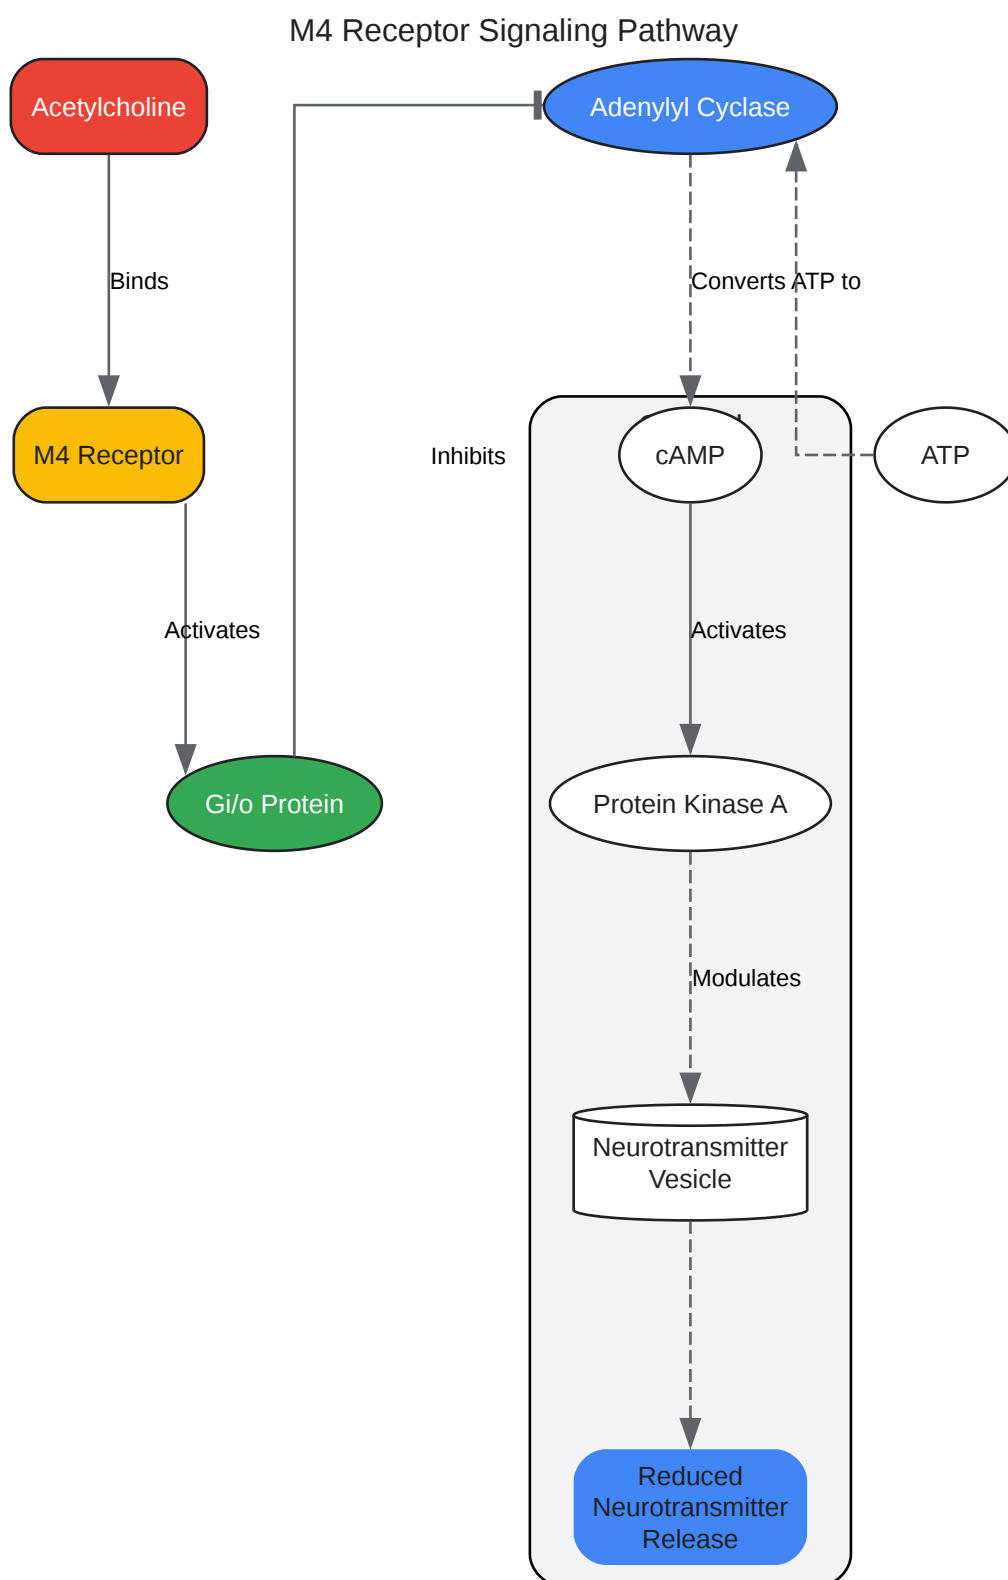 M4 Receptor Signaling Pathway
Acetylcholine
Adenylyl Cyclase
Binds
Converts ATP to
M4 Receptor
Inhibits
cAMP
ATP
Activates
Activates
Gi/o Protein
Protein Kinase A
Modulates
Neurotransmitter
Vesicle
Reduced
Neurotransmitter
Release